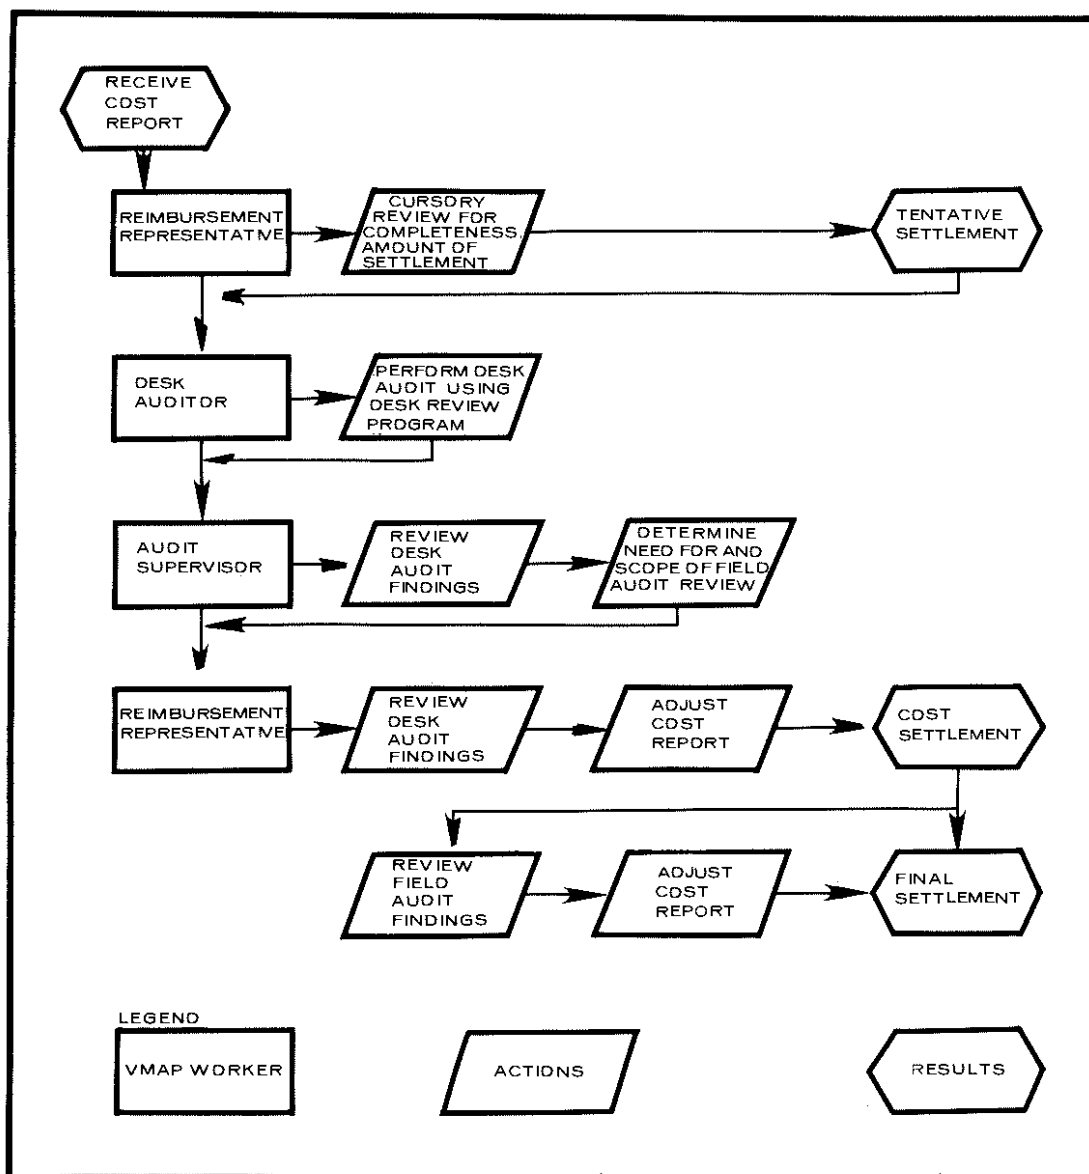 RECEIVE
COST
REPORT
REIMBURSEMENT
REPRESENTATIVE
CURSORY
REVIEW FOR
COMPLETENESS,
AMOUNT OF
SETTLEMENT
TENTATIVE
SETTLEMENT
DESK
AUDITOR
PERFORM DESK
AUDIT USING
DESK REVIEW
PROGRAM
AUDIT
SUPERVISOR
REVIEW
DESK
AUDIT
FINDINGS
DETERMINE
NEED FOR AND
SCOPE OF FIELD
AUDIT REVIEW
REIMBURSEMENT
REPRESENTATIVE
REVIEW
DESK
AUDIT
FINDINGS
ADJUST
COST
REPORT
COST
SETTLEMENT
REVIEW
FIELD
AUDIT
FINDINGS
ADJUST
COST
REPORT
FINAL
SETTLEMENT
LEGEND
VMAP WORKER
ACTIONS
RESULTS